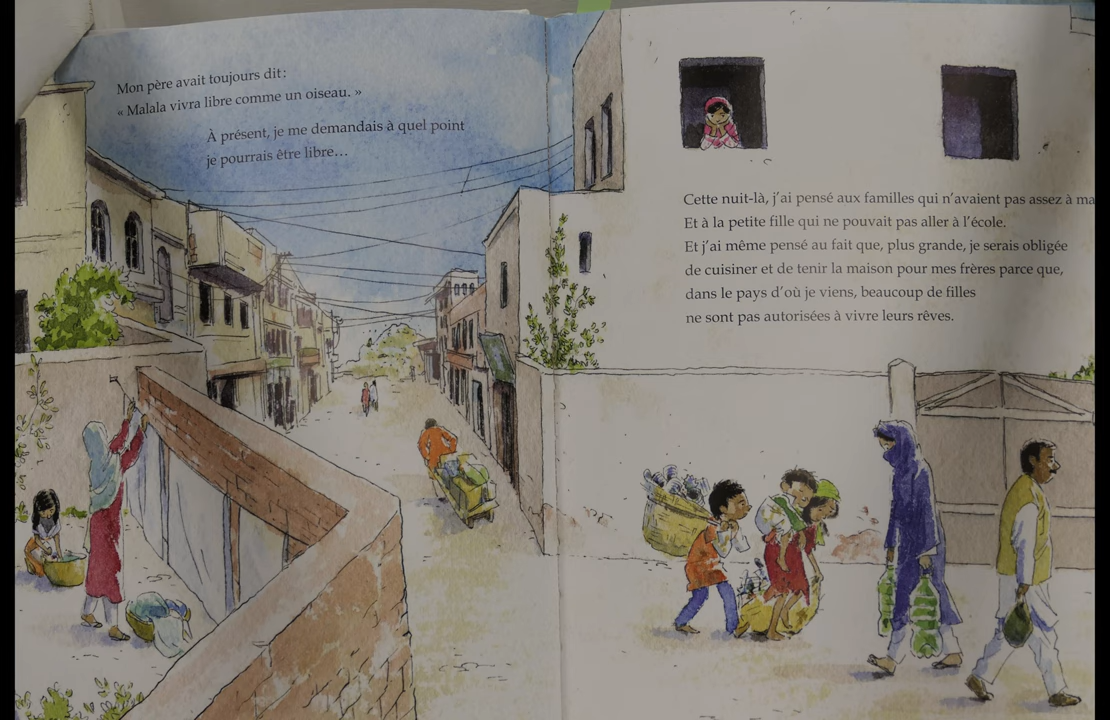 Mon père avait toujours dit :
« Malala vivra libre comme un oiseau. »
À présent, je me demandais à quel point
je pourrais être libre…
Cette nuit-là, j’ai pensé aux familles qui n’avaient pas assez à
Et à la petite fille qui ne pouvait pas aller à l’école.
Et j’ai même pensé au fait que, plus grande, je serais obligée
de cuisiner et de tenir la maison pour mes frères parce que,
dans le pays d’où je viens, beaucoup de filles
ne sont pas autorisées à vivre leurs rêves.